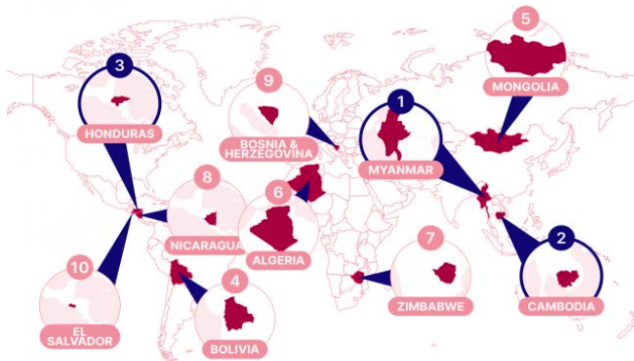 5
MONGOLIA
3
HONDURAS
9
BOSNIA &
HERZEGOVINA
1
MYANMAR
8
NICARAGUA
6
ALGERIA
7
ZIMBABWE
2
CAMBODIA
10
EL
SALVADOR
4
BOLIVIA